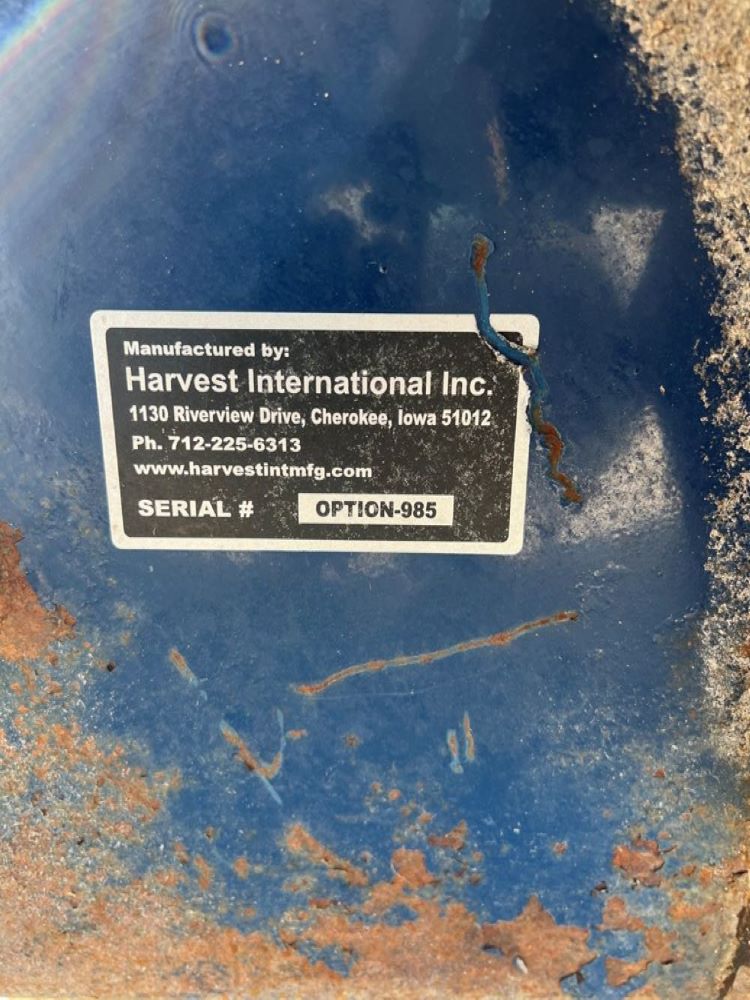 Manufactured by:
Harvest International Inc.
1130 Riverview Drive, Cherokee, Iowa 51012
Ph. 712-225-6313
www.harvestintmfg.com
SERIAL # OPTION-985